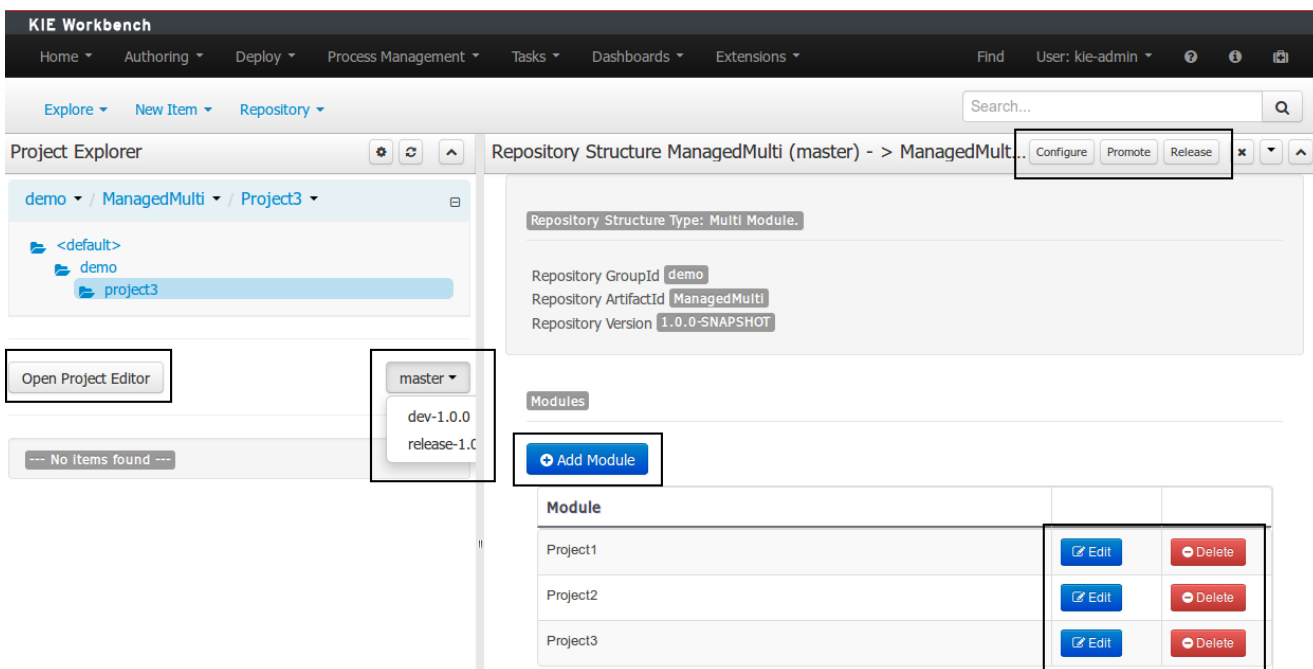 KIE Workbench
Home Authoring Deploy Process Management Tasks Dashboards Extensions Find User: kie-admin
Explore New Item Repository Search...
Project Explorer
demo / ManagedMulti / Project3
<default>
demo
project3
Open Project Editor master
dev-1.0.0
release-1.0
--- No items found ---
Repository Structure ManagedMulti (master) - > ManagedMult... Configure Promote Release
Repository Structure Type: Multi Module.
Repository GroupId demo
Repository ArtifactId ManagedMulti
Repository Version 1.0.0-SNAPSHOT
Modules
Add Module
Module
Project1 Edit Delete
Project2 Edit Delete
Project3 Edit Delete